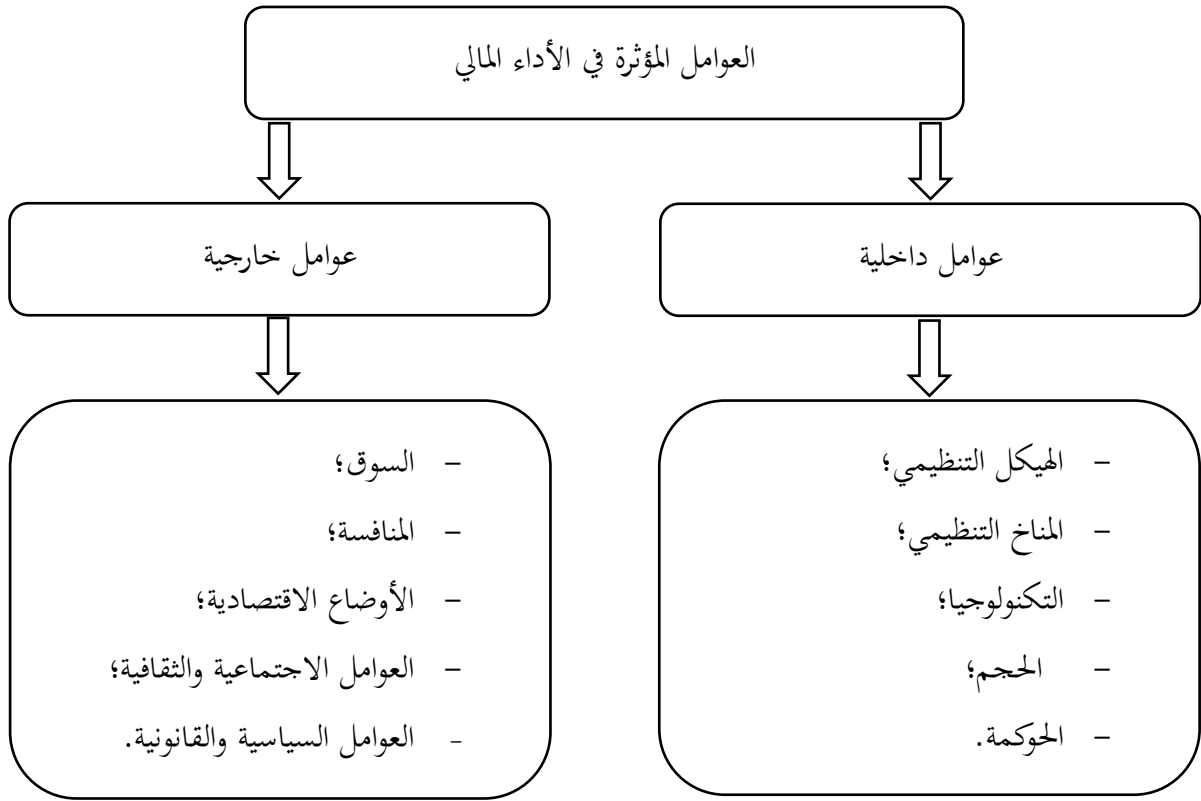 العوامل المؤثرة في الأداء المالي
عوامل داخلية
عوامل خارجية
- الهيكل التنظيمي؛
- المناخ التنظيمي؛
- التكنولوجيا؛
- الحجم؛
- الحوكمة.
- السوق؛
- المنافسة؛
- الأوضاع الاقتصادية؛
- العوامل الاجتماعية والثقافية؛
- العوامل السياسية والقانونية.